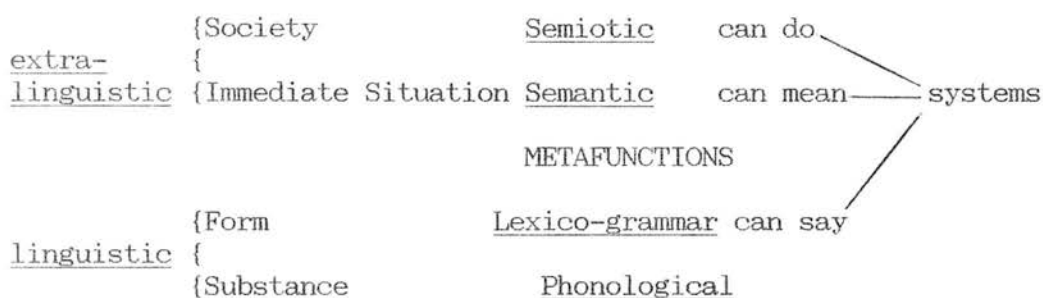 {Society Semiotic can do
extra- {
linguistic {Immediate Situation Semantic can mean systems
METAFUNCTIONS
{Form Lexico-grammar can say
linguistic {
{Substance Phonological